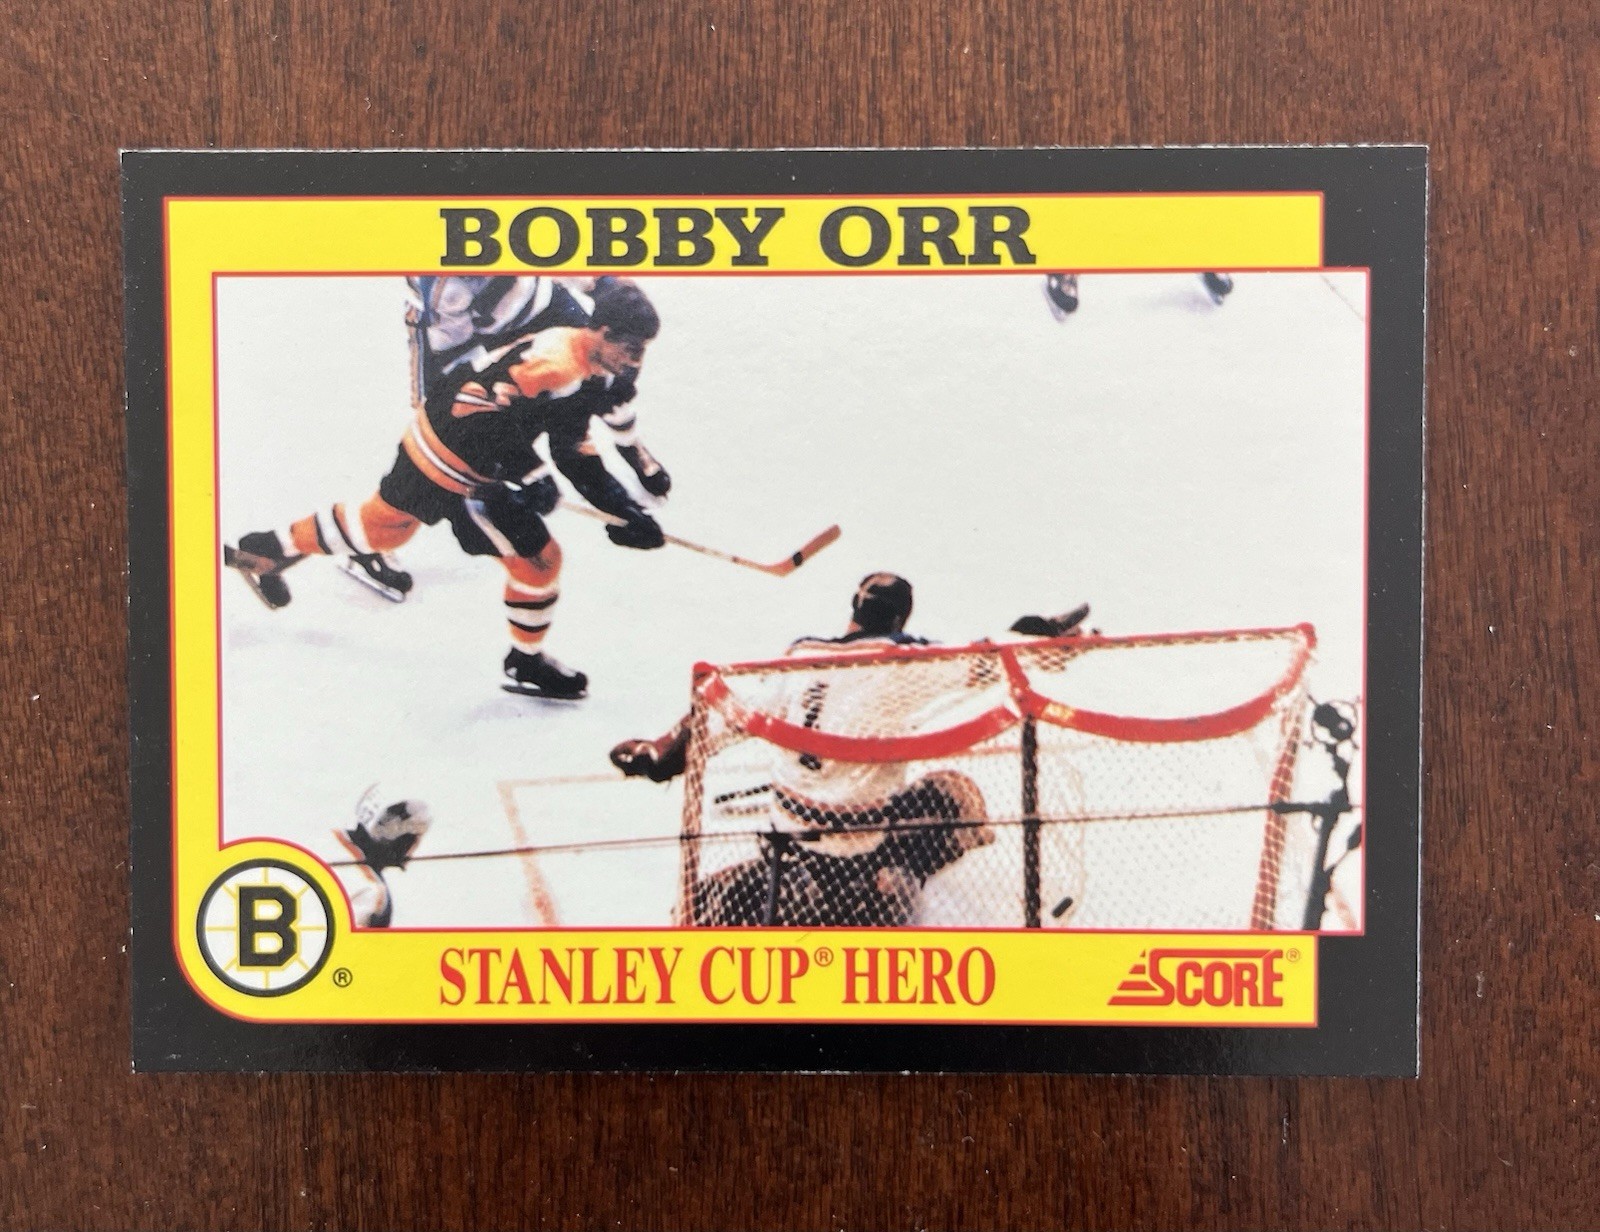 BOBBY ORR
B ®
STANLEY CUP® HERO
SCORE®